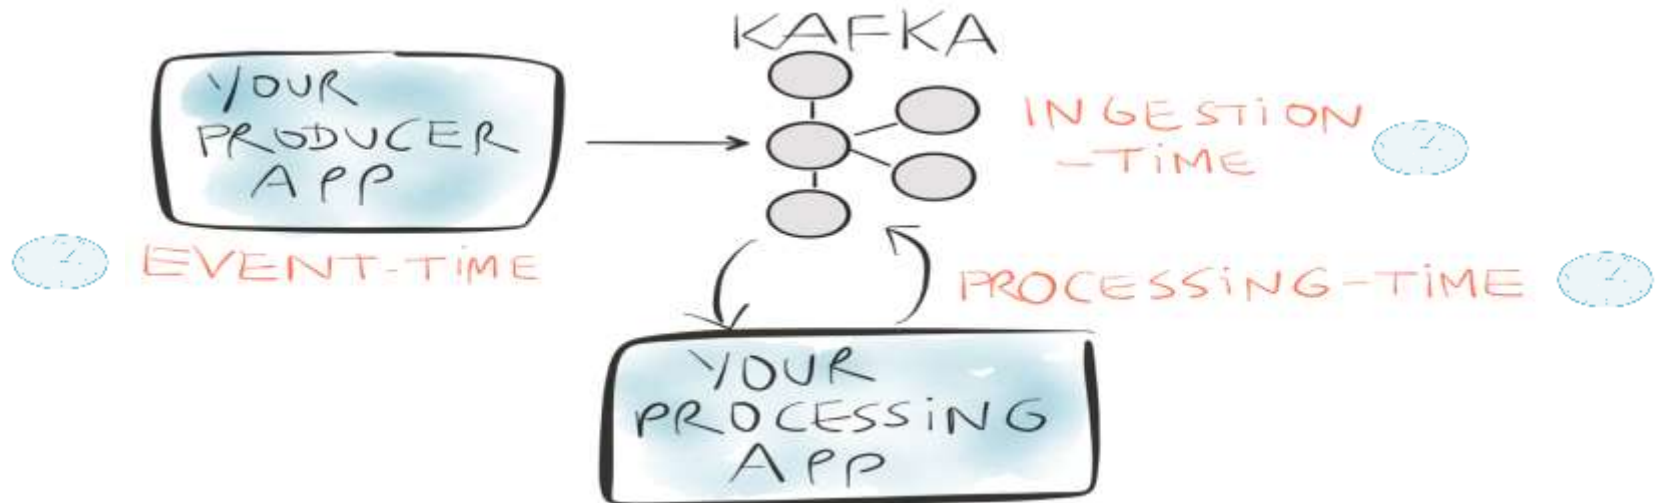 KAFKA
YOUR
PRODUCER
APP
INGESTION
-TiME
EVENT-TiME
PROCESSiNG-TiME
YOUR
PROCESSiNG
APP